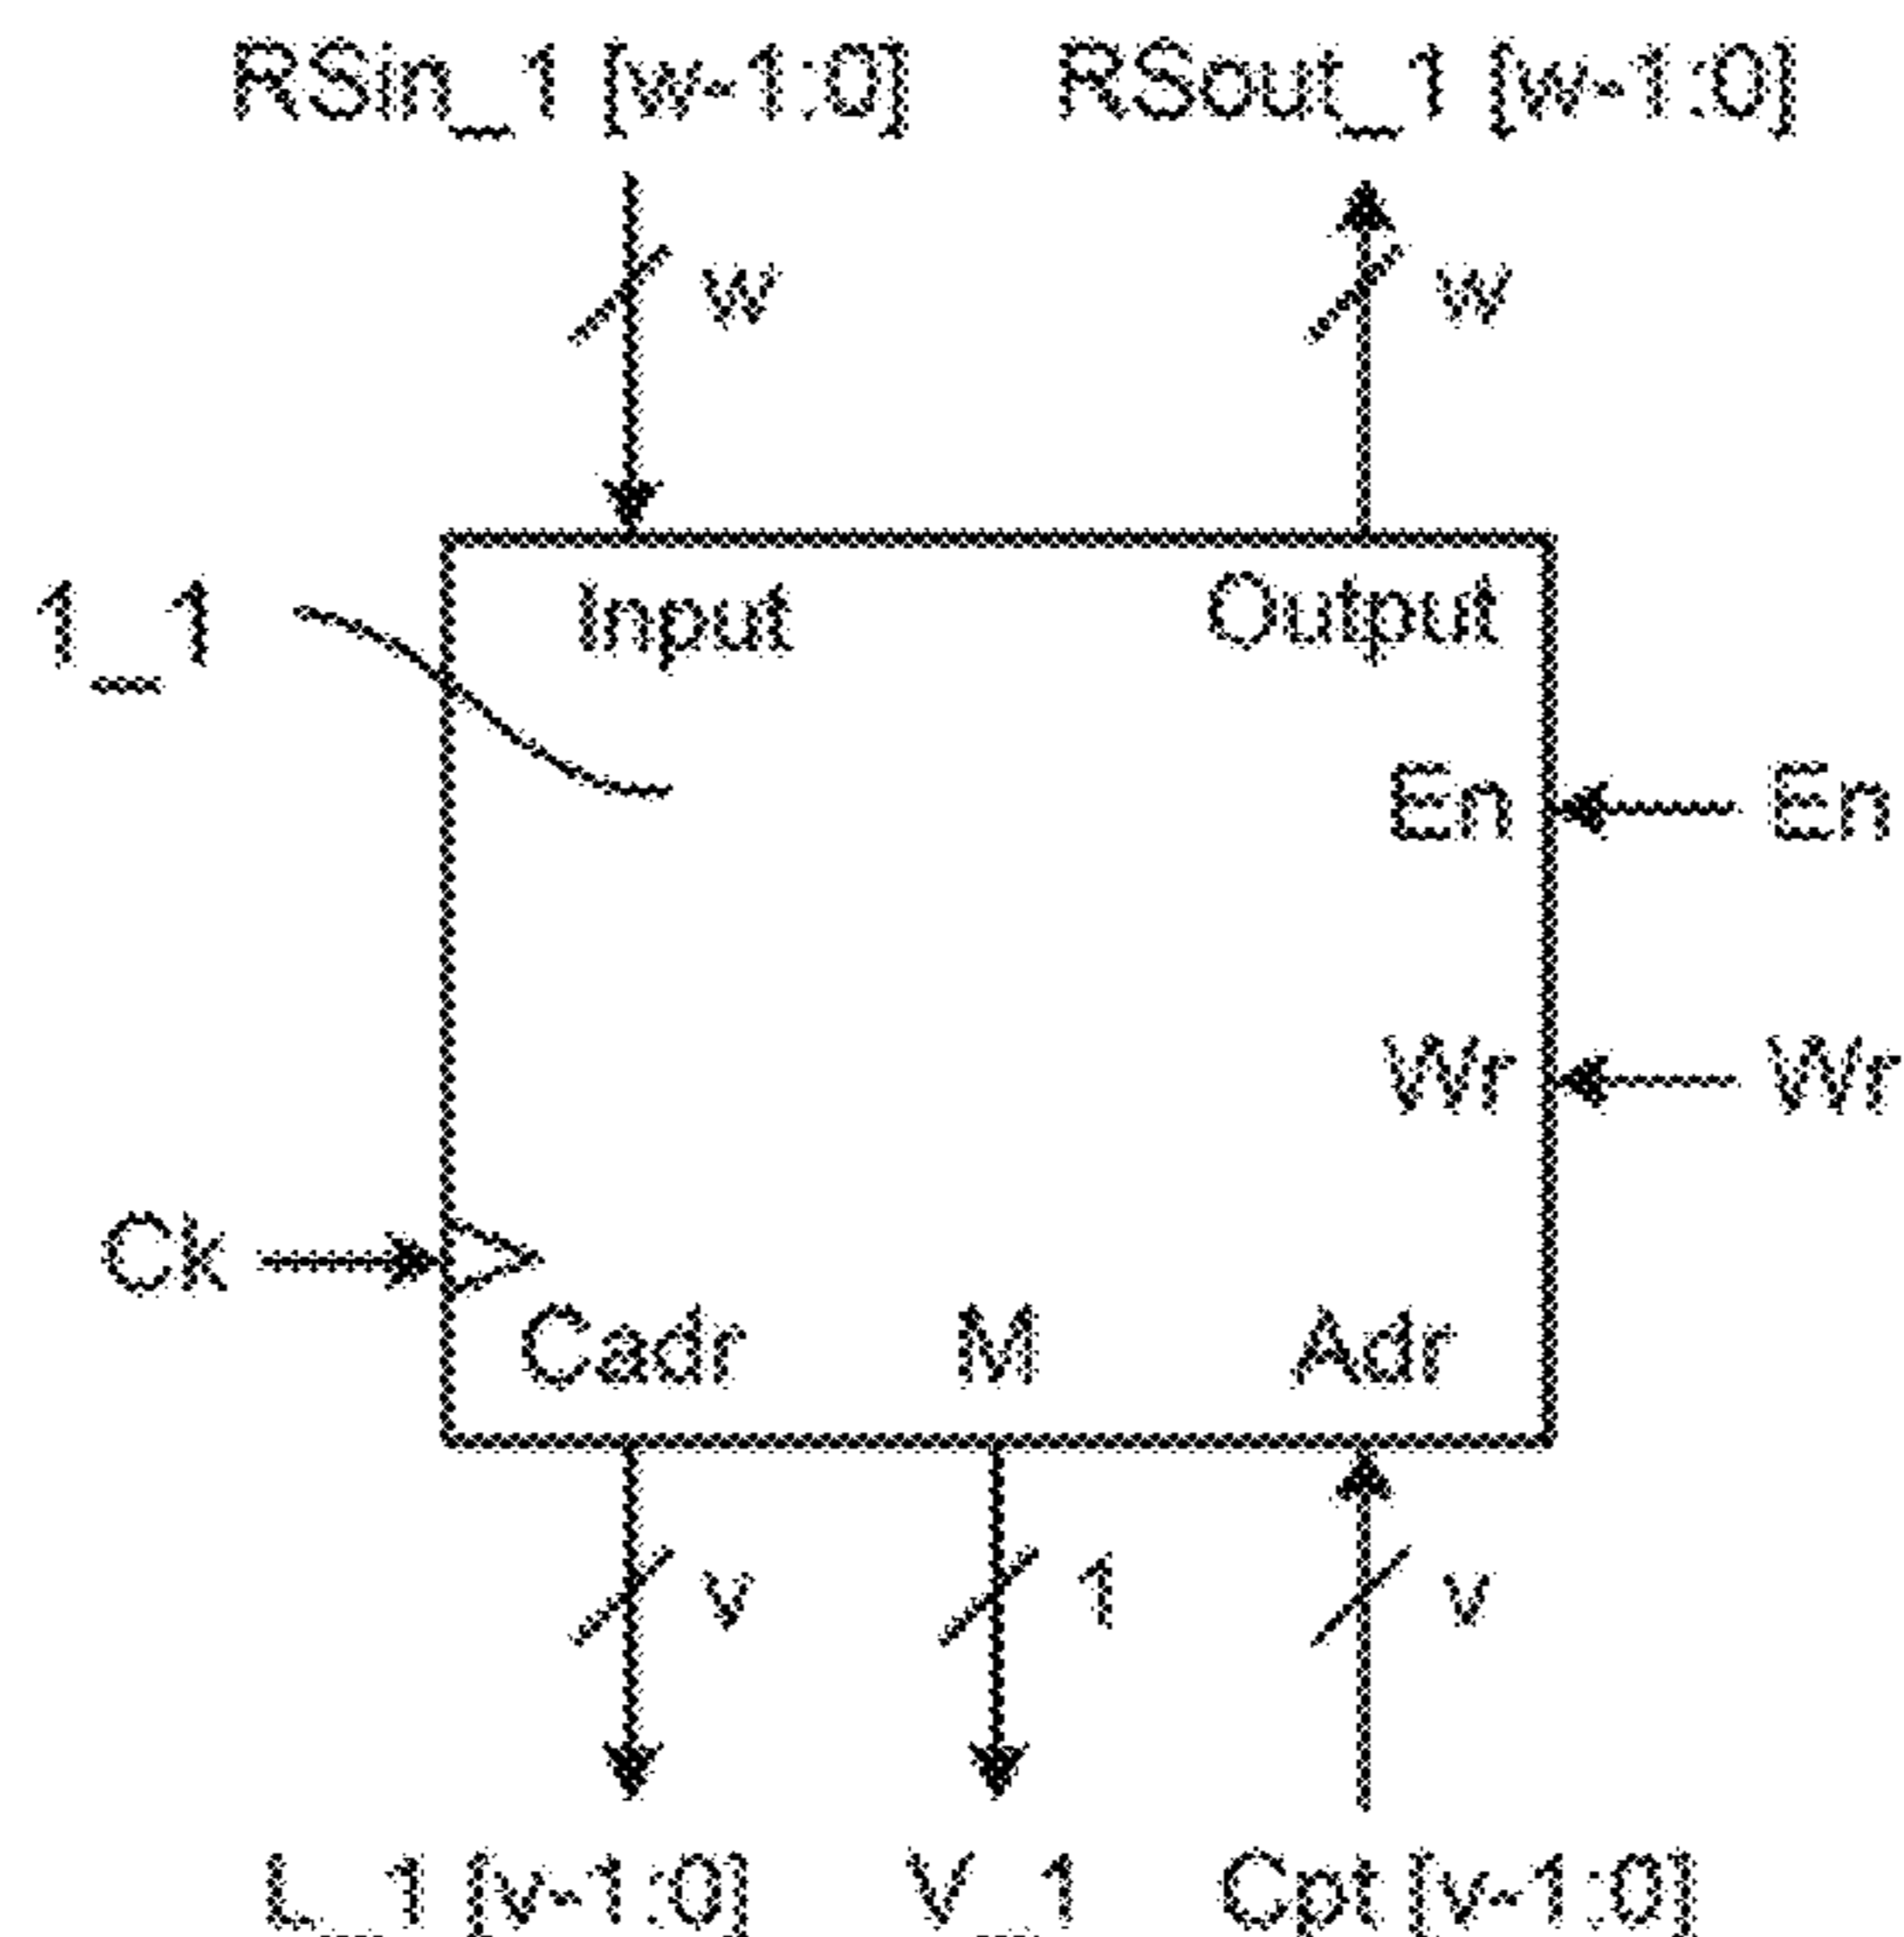 RSin_1 [w-1:0] RSout_1 [w-1:0]
w w
1_1 Input Output
En En
Wr Wr
Ck
Cadr M Adr
v 1 v
L_1 [v-1:0] V_1 Cpt [v-1:0]